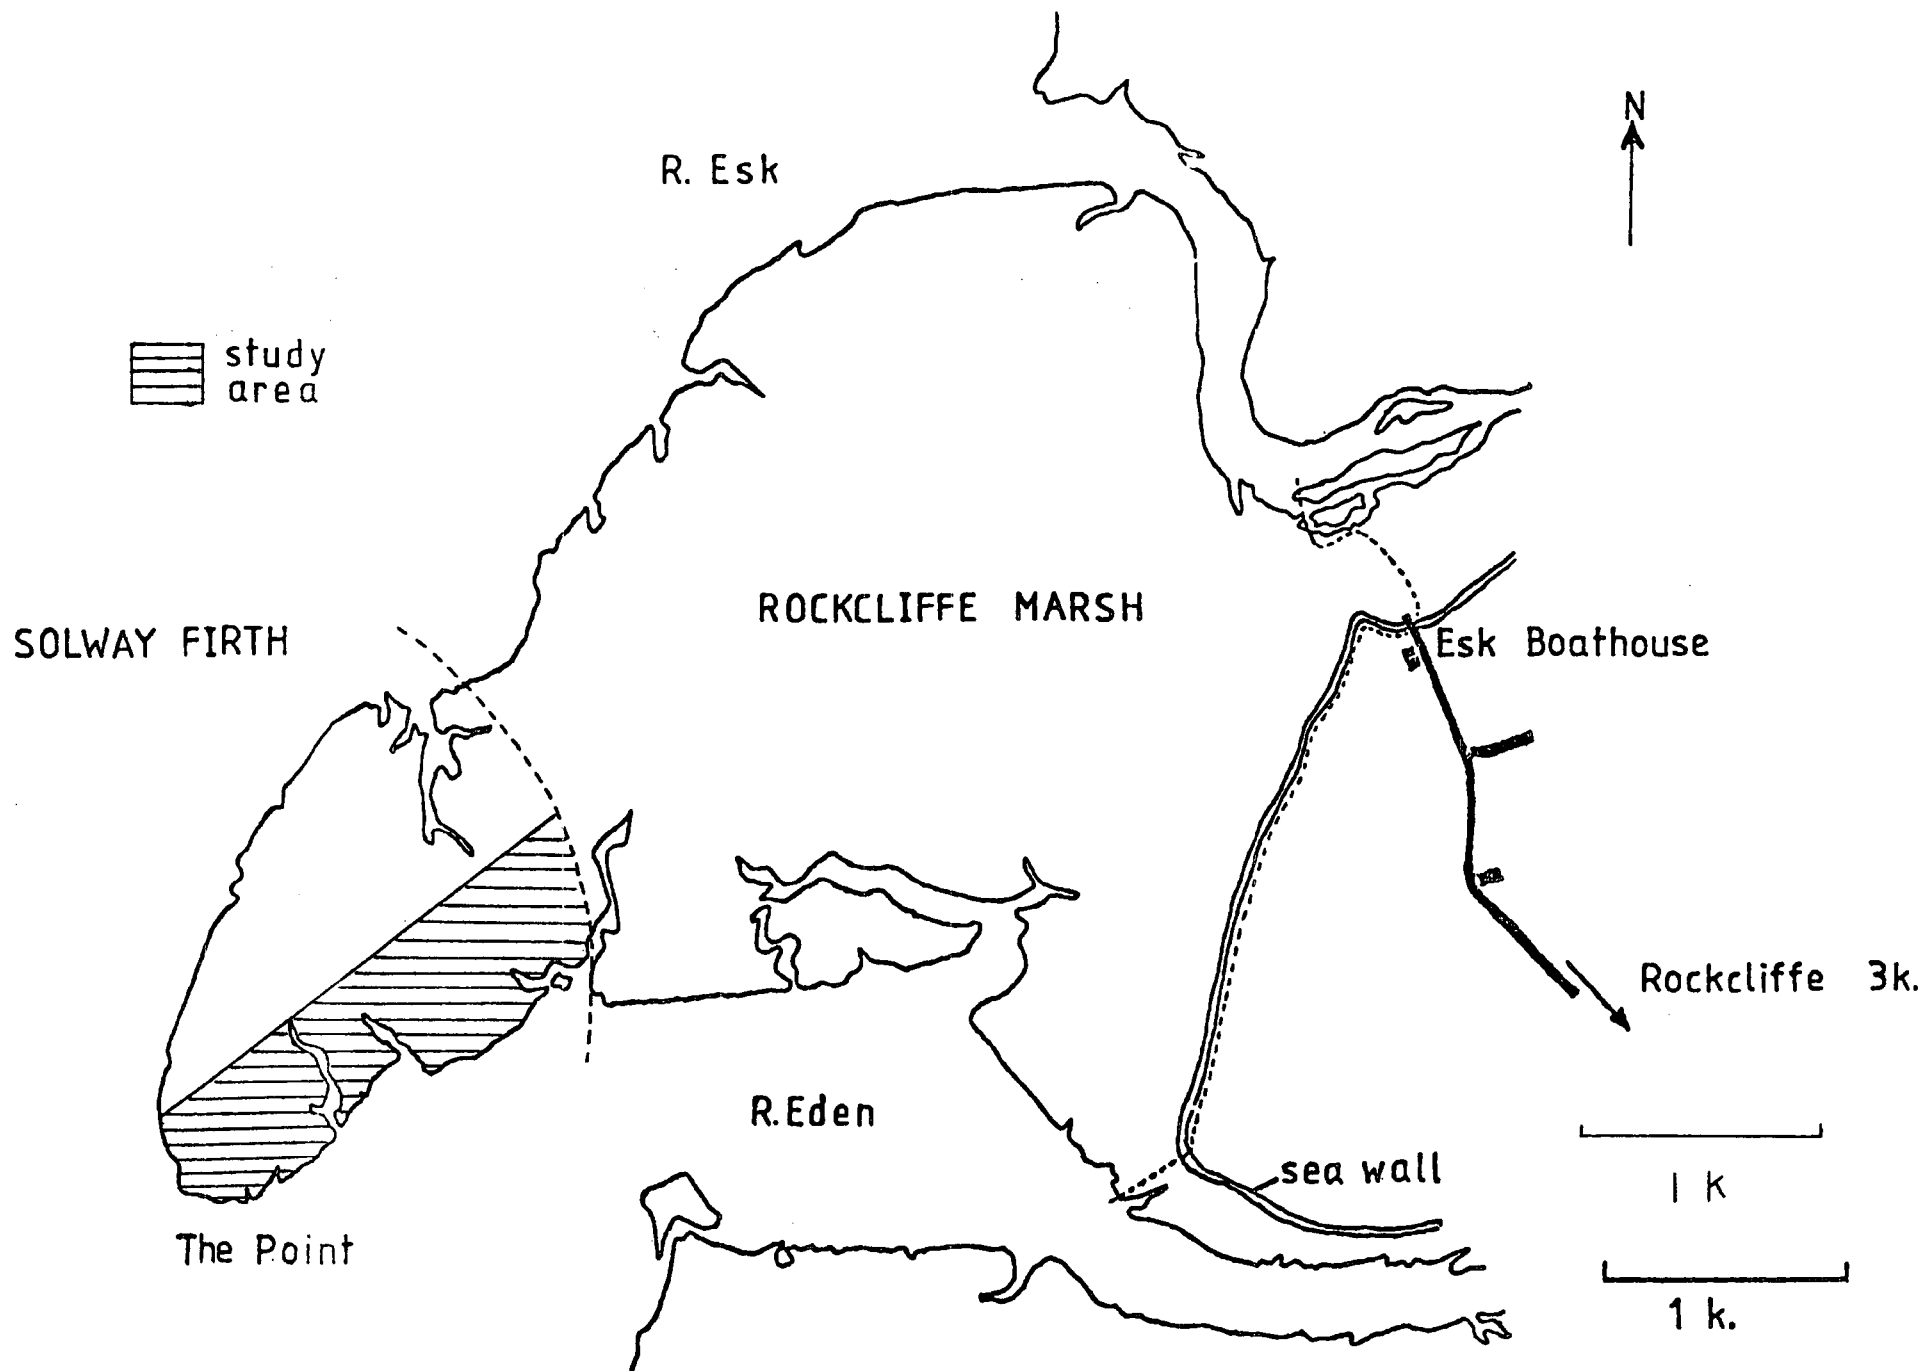 N
R. Esk
study
area
ROCKCLIFFE MARSH
SOLWAY FIRTH
Esk Boathouse
Rockcliffe 3k.
R. Eden
sea wall
1 K
The Point
1 k.